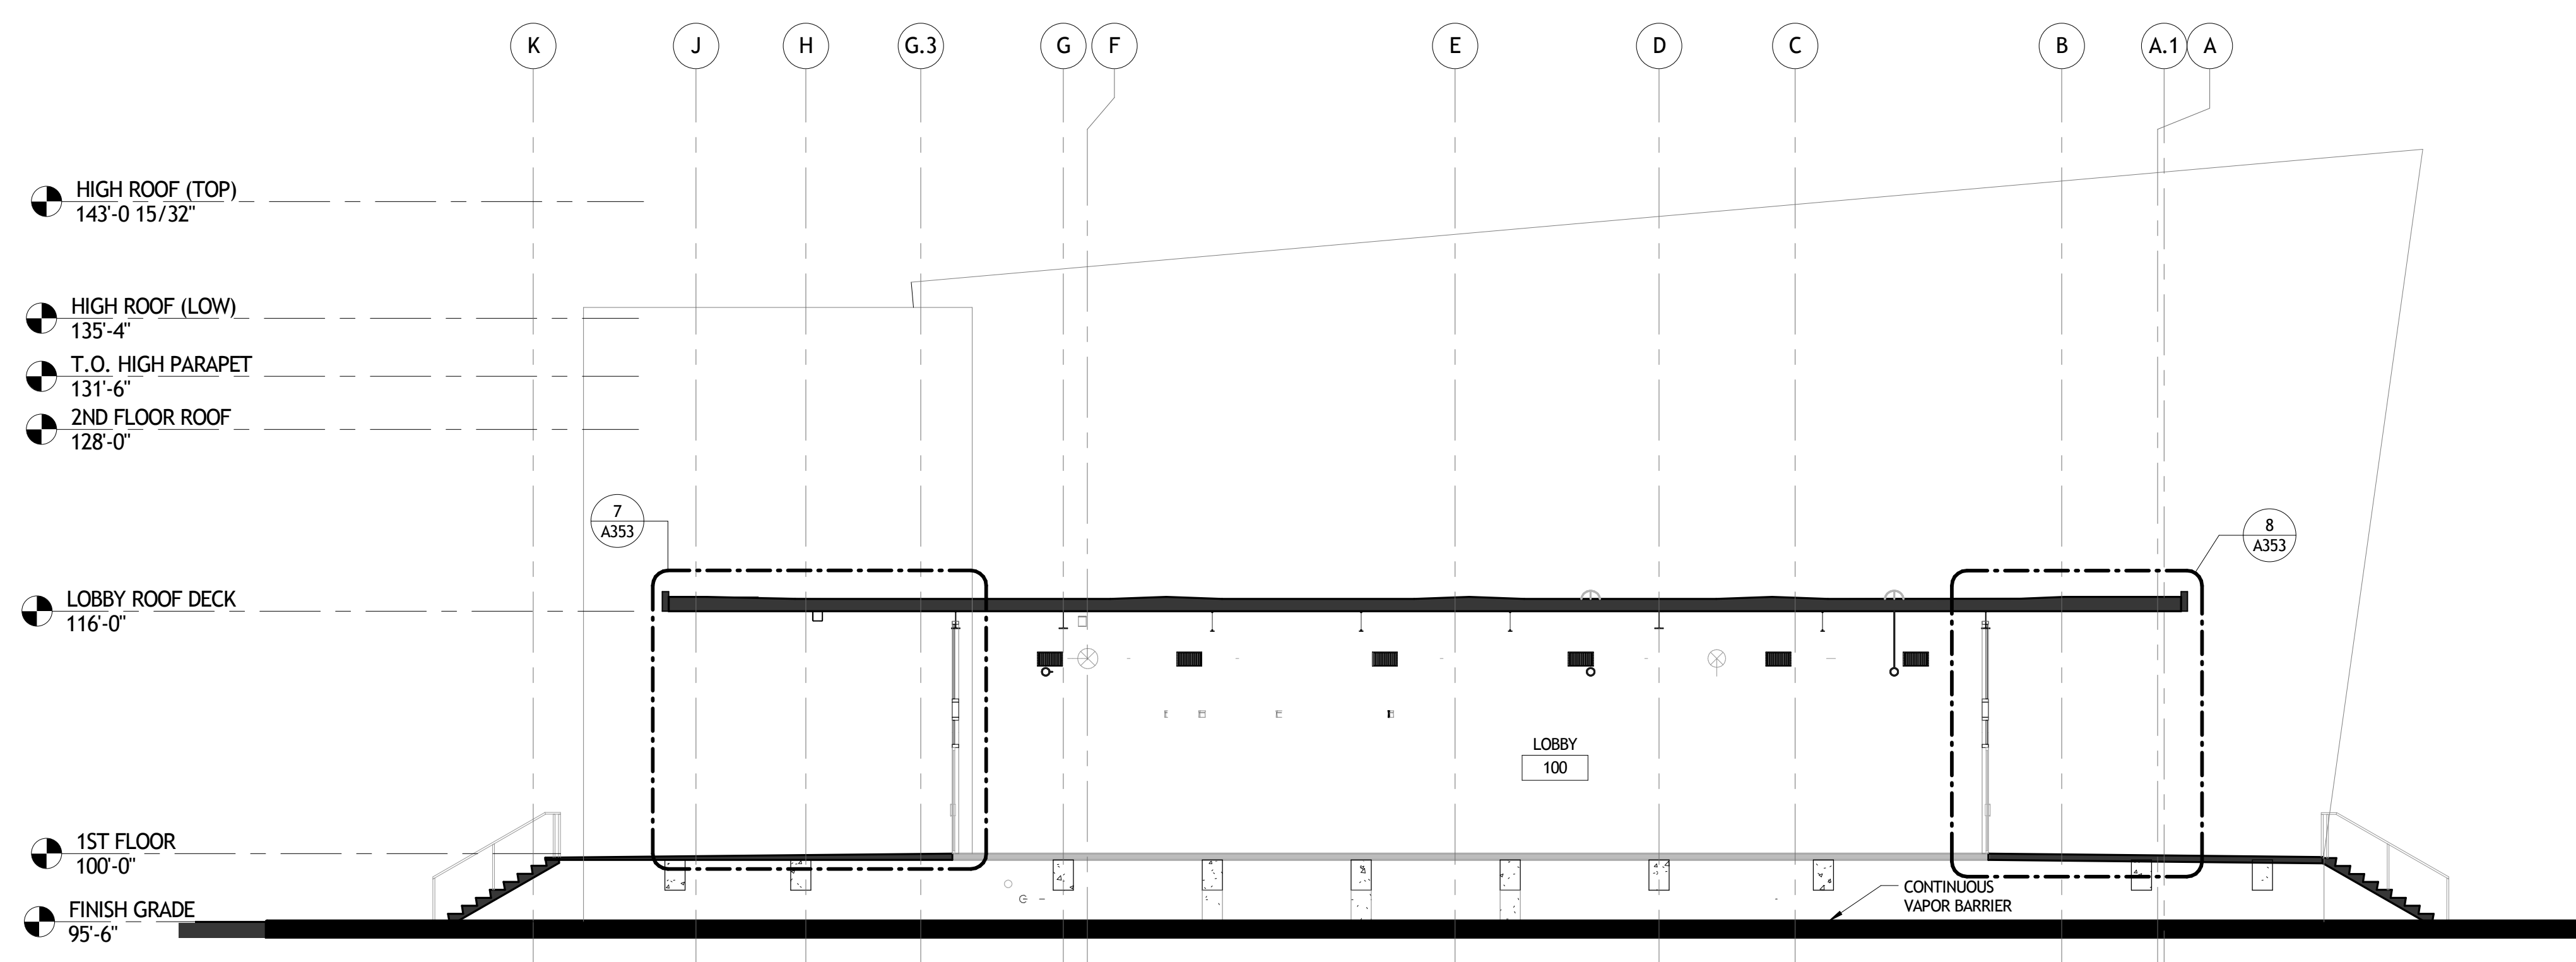 K J H G.3 G F E D C B A.1 A
HIGH ROOF (TOP)
143'-0 15/32"
HIGH ROOF (LOW)
135'-4"
T.O. HIGH PARAPET
131'-6"
2ND FLOOR ROOF
128'-0"
7
A353
8
A353
LOBBY ROOF DECK
116'-0"
LOBBY
100
1ST FLOOR
100'-0"
CONTINUOUS
VAPOR BARRIER
FINISH GRADE
95'-6"